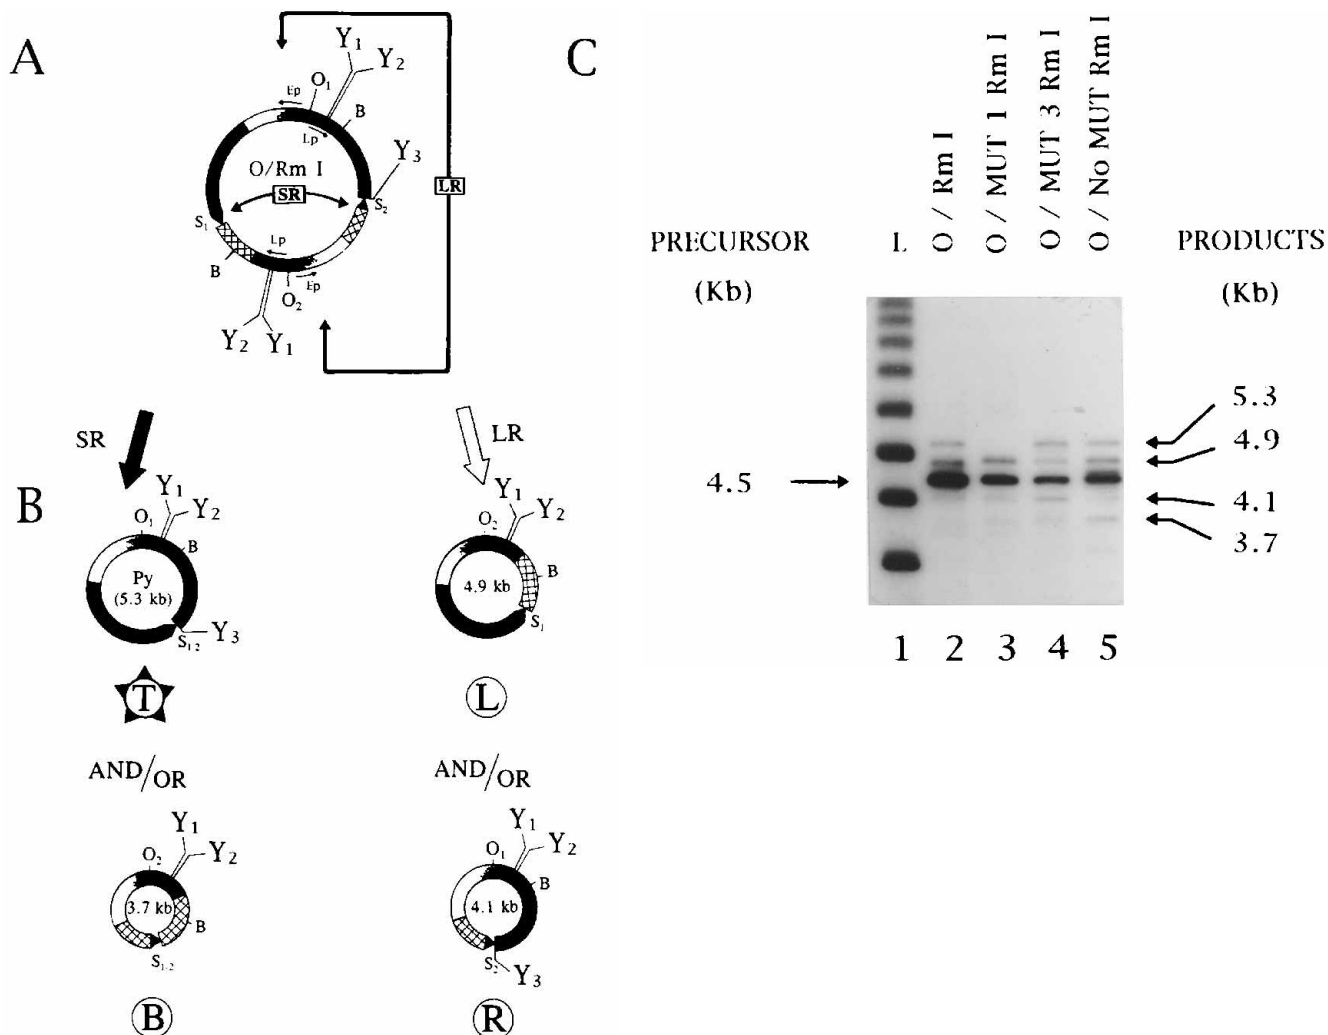 A
Y1
Y2
O1
Ep
B
Lp
Y3
O/Rm I
SR
S1
S2
LR
Lp
B
Ep
O2
Y2
Y1
SR
LR
B
Y1
Y2
O1
B
Py
(5.3 kb)
S1-2
Y3
T
AND/OR
Y1
Y2
O2
3.7 kb
B
S1-2
B
Y1
Y2
O2
4.9 kb
B
S1
L
AND/OR
Y1
Y2
O1
4.1 kb
B
S2
Y3
R
C
PRECURSOR
(Kb)
L
O / Rm I
O / MUT 1 Rm I
O / MUT 3 Rm I
O / No MUT Rm I
PRODUCTS
(Kb)
4.5
5.3
4.9
4.1
3.7
1 2 3 4 5